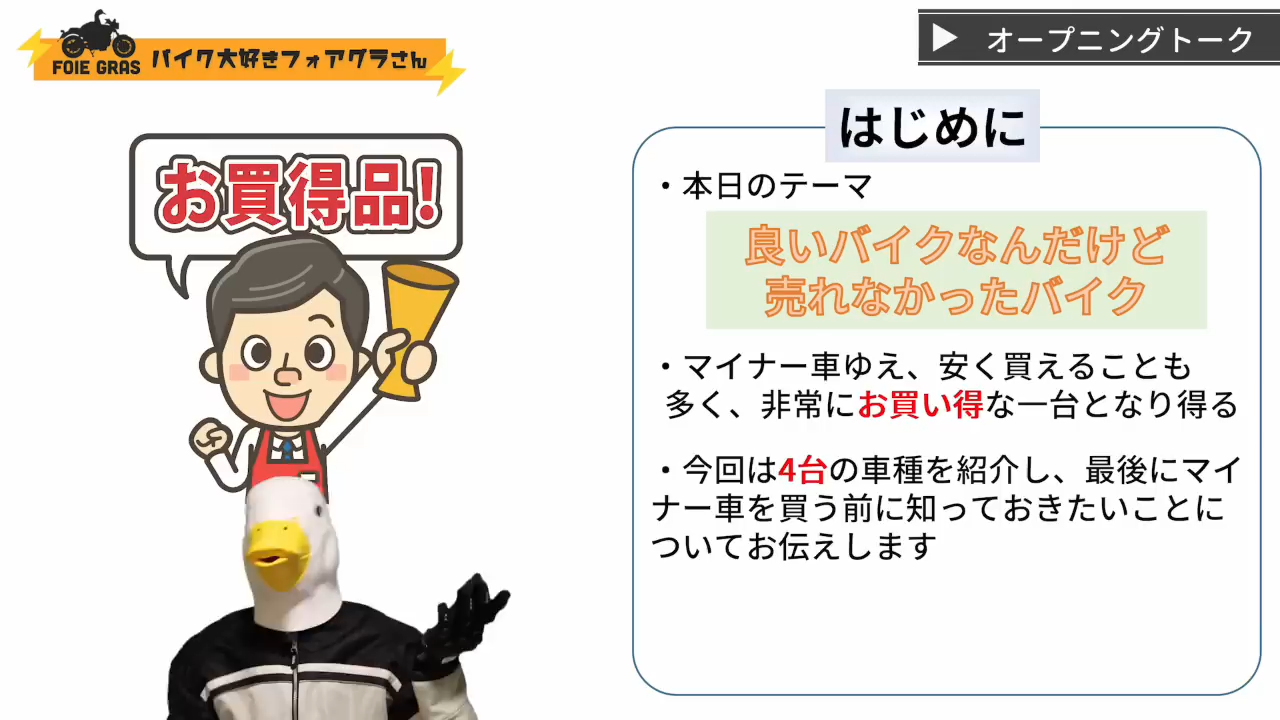 FOIE GRAS
バイク大好きフォアグラさん
オープニングトーク
お買得品!
はじめに
・本日のテーマ
良いバイクなんだけど
売れなかったバイク
・マイナー車ゆえ、安く買えることも
多く、非常にお買い得な一台となり得る
・今回は4台の車種を紹介し、最後にマイ
ナー車を買う前に知っておきたいことに
ついてお伝えします